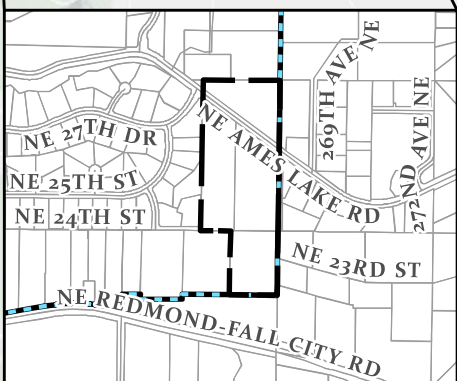 269TH AVE NE
NE 27TH DR
NE AMES LAKE RD
272ND AVE NE
NE 25TH ST
NE 24TH ST
NE 23RD ST
NE REDMOND-FALL-CITY RD